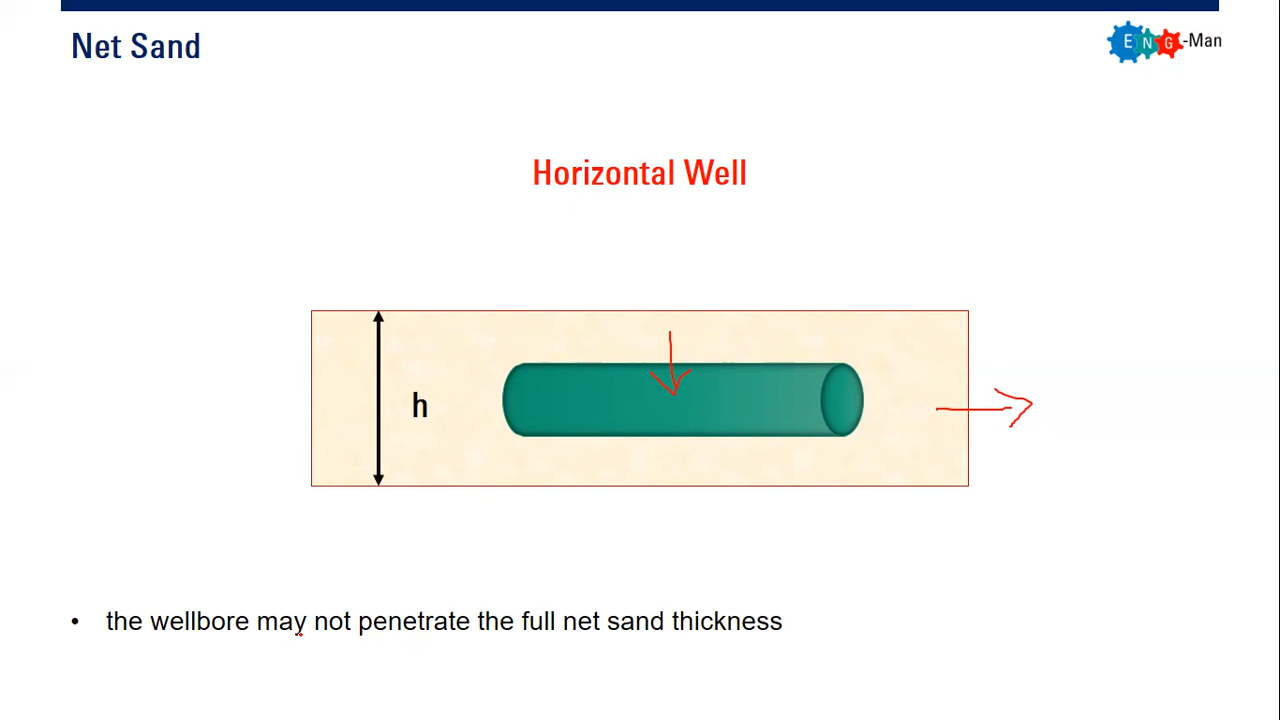 Net Sand
ENG-Man
Horizontal Well
h
• the wellbore may not penetrate the full net sand thickness